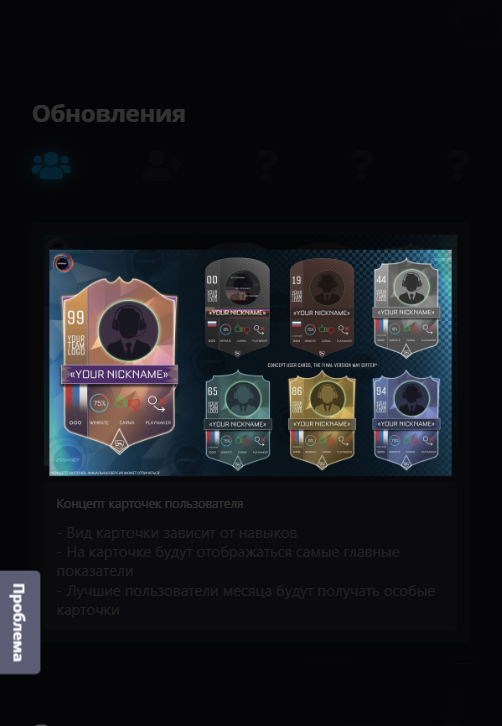 Обновления
99
YOUR
TEAM
LOGO
«YOUR NICKNAME»
75%
WINRATE
KARMA
PLAYMAKER
00
YOUR
TEAM
LOGO
«YOUR NICKNAME»
19
YOUR
TEAM
LOGO
«YOUR NICKNAME»
44
YOUR
TEAM
LOGO
«YOUR NICKNAME»
CONCEPT USER CARDS, THE FINAL VERSION MAY DIFFER*
65
YOUR
TEAM
LOGO
«YOUR NICKNAME»
86
YOUR
TEAM
LOGO
«YOUR NICKNAME»
94
YOUR
TEAM
LOGO
«YOUR NICKNAME»
Концепт карточек пользователя
- Вид карточки зависит от навыков
- На карточке будут отображаться самые главные
показатели
- Лучшие пользователи месяца будут получать особые
карточки
Проблема